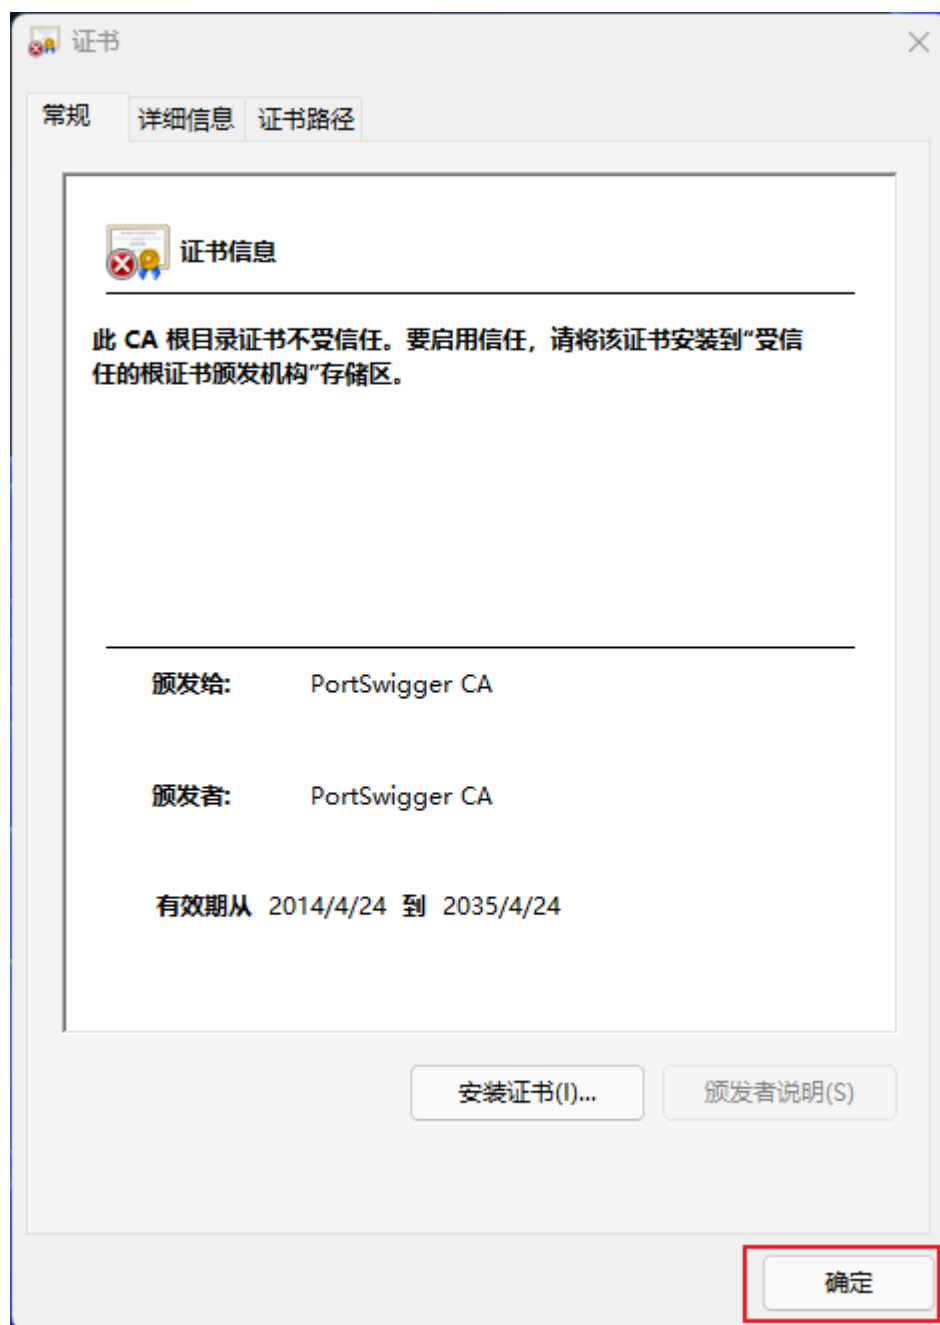 证书
常规 详细信息 证书路径
证书信息
此 CA 根目录证书不受信任。要启用信任，请将该证书安装到“受信
任的根证书颁发机构”存储区。
颁发给: PortSwigger CA
颁发者: PortSwigger CA
有效期从 2014/4/24 到 2035/4/24
安装证书(I)... 颁发者说明(S)
确定